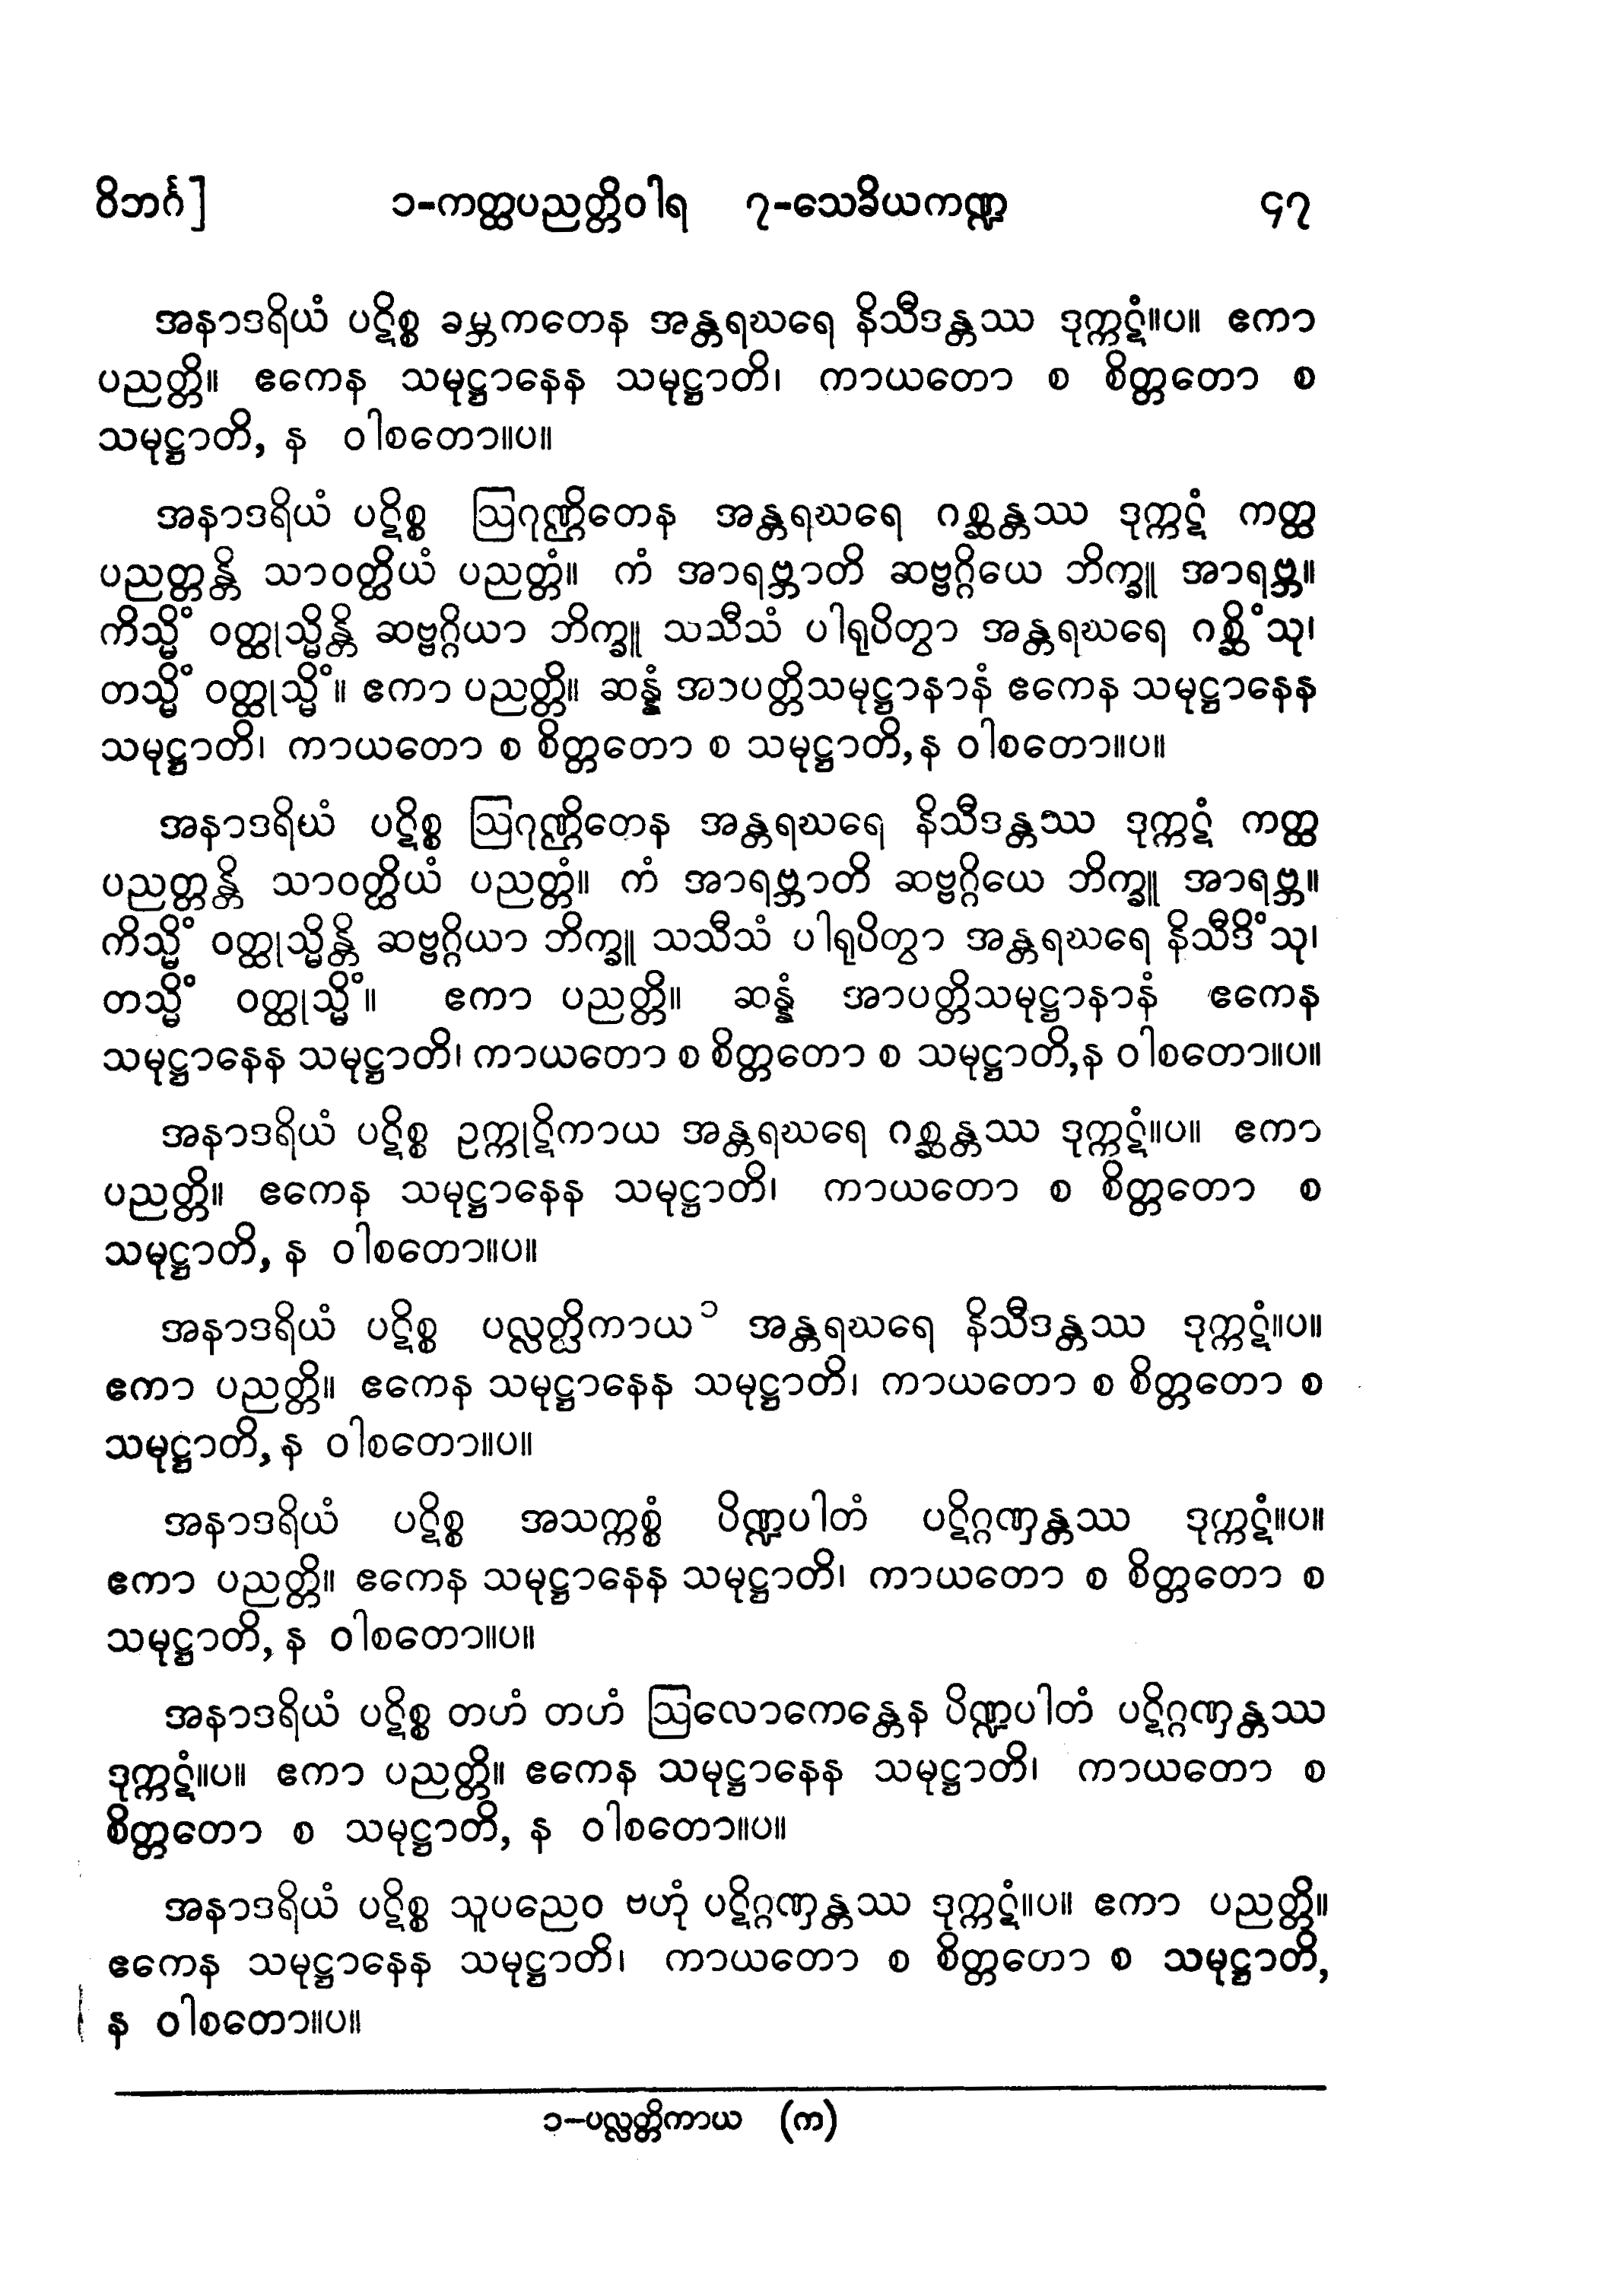 ဝိဘင်္ဂ] ၁-ကတ္ထပညတ္တိဝါရ ၇-သေခိယကဏ္ဍ ၄၇
အနာဒရိယံ ပဋိစ္စ ခမ္ဘကတေန အန္တရဃရေ နိသီဒန္တဿ ဒုက္ကဋံ။ပ။ ဧကာ
ပညတ္တိ။ ဧကေန သမုဋ္ဌာနေန သမုဋ္ဌာတိ၊ ကာယတော စ စိတ္တတော စ
သမုဋ္ဌာတိ, န ဝါစတော။ပ။
အနာဒရိယံ ပဋိစ္စ ဩဂုဏ္ဌိတေန အန္တရဃရေ ဂစ္ဆန္တဿ ဒုက္ကဋံ ကတ္ထ
ပညတ္တန္တိ သာဝတ္ထိယံ ပညတ္တံ။ ကံ အာရဗ္ဘာတိ ဆဗ္ဗဂ္ဂိယေ ဘိက္ခူ အာရဗ္ဘ။
ကိသ္မိံ ဝတ္ထုသ္မိန္တိ ဆဗ္ဗဂ္ဂိယာ ဘိက္ခူ သသီသံ ပါရုပိတွာ အန္တရဃရေ ဂစ္ဆိံသု၊
တသ္မိံ ဝတ္ထုသ္မိံ။ ဧကာ ပညတ္တိ။ ဆန္နံ အာပတ္တိသမုဋ္ဌာနာနံ ဧကေန သမုဋ္ဌာနေန
သမုဋ္ဌာတိ၊ ကာယတော စ စိတ္တတော စ သမုဋ္ဌာတိ, န ဝါစတော။ပ။
အနာဒရိယံ ပဋိစ္စ ဩဂုဏ္ဌိတေန အန္တရဃရေ နိသီဒန္တဿ ဒုက္ကဋံ ကတ္ထ
ပညတ္တန္တိ သာဝတ္ထိယံ ပညတ္တံ။ ကံ အာရဗ္ဘာတိ ဆဗ္ဗဂ္ဂိယေ ဘိက္ခူ အာရဗ္ဘ။
ကိသ္မိံ ဝတ္ထုသ္မိန္တိ ဆဗ္ဗဂ္ဂိယာ ဘိက္ခူ သသီသံ ပါရုပိတွာ အန္တရဃရေ နိသီဒိံသု၊
တသ္မိံ ဝတ္ထုသ္မိံ။ ဧကာ ပညတ္တိ။ ဆန္နံ အာပတ္တိသမုဋ္ဌာနာနံ ဧကေန
သမုဋ္ဌာနေန သမုဋ္ဌာတိ၊ ကာယတော စ စိတ္တတော စ သမုဋ္ဌာတိ, န ဝါစတော။ပ။
အနာဒရိယံ ပဋိစ္စ ဥက္ကုဋိကာယ အန္တရဃရေ ဂစ္ဆန္တဿ ဒုက္ကဋံ။ပ။ ဧကာ
ပညတ္တိ။ ဧကေန သမုဋ္ဌာနေန သမုဋ္ဌာတိ၊ ကာယတော စ စိတ္တတော စ
သမုဋ္ဌာတိ, န ဝါစတော။ပ။
အနာဒရိယံ ပဋိစ္စ ပလ္လတ္ထိကာယ၁ အန္တရဃရေ နိသီဒန္တဿ ဒုက္ကဋံ။ပ။
ဧကာ ပညတ္တိ။ ဧကေန သမုဋ္ဌာနေန သမုဋ္ဌာတိ၊ ကာယတော စ စိတ္တတော စ
သမုဋ္ဌာတိ, န ဝါစတော။ပ။
အနာဒရိယံ ပဋိစ္စ အသက္ကစ္စံ ပိဏ္ဍပါတံ ပဋိဂ္ဂဏှန္တဿ ဒုက္ကဋံ။ပ။
ဧကာ ပညတ္တိ။ ဧကေန သမုဋ္ဌာနေန သမုဋ္ဌာတိ၊ ကာယတော စ စိတ္တတော စ
သမုဋ္ဌာတိ, န ဝါစတော။ပ။
အနာဒရိယံ ပဋိစ္စ တဟံ တဟံ ဩလောကေန္တေန ပိဏ္ဍပါတံ ပဋိဂ္ဂဏှန္တဿ
ဒုက္ကဋံ။ပ။ ဧကာ ပညတ္တိ။ ဧကေန သမုဋ္ဌာနေန သမုဋ္ဌာတိ၊ ကာယတော စ
စိတ္တတော စ သမုဋ္ဌာတိ, န ဝါစတော။ပ။
အနာဒရိယံ ပဋိစ္စ သူပညေဝ ဗဟုံ ပဋိဂ္ဂဏှန္တဿ ဒုက္ကဋံ။ပ။ ဧကာ ပညတ္တိ။
ဧကေန သမုဋ္ဌာနေန သမုဋ္ဌာတိ၊ ကာယတော စ စိတ္တတော စ သမုဋ္ဌာတိ,
န ဝါစတော။ပ။
၁-ပလ္လတ္တိကာယ (က)